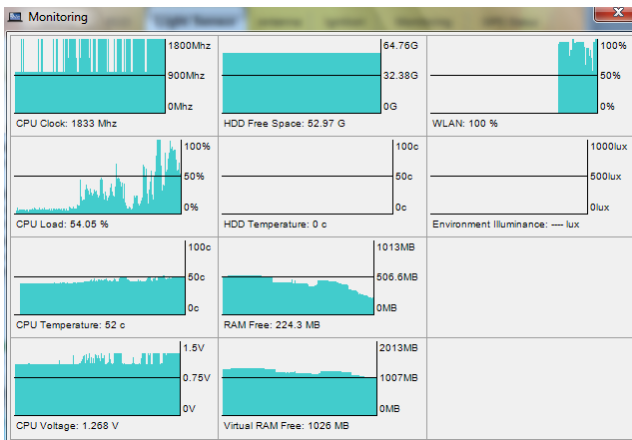 Monitoring
1800Mhz
900Mhz
0Mhz
CPU Clock: 1833 Mhz
64.76G
32.38G
0G
HDD Free Space: 52.97 G
100%
50%
0%
WLAN: 100 %
100%
50%
0%
CPU Load: 54.05 %
100c
50c
0c
HDD Temperature: 0 c
1000lux
500lux
0lux
Environment Illuminance: ---- lux
100c
50c
0c
CPU Temperature: 52 c
1013MB
506.6MB
0MB
RAM Free: 224.3 MB
1.5V
0.75V
0V
CPU Voltage: 1.268 V
2013MB
1007MB
0MB
Virtual RAM Free: 1026 MB